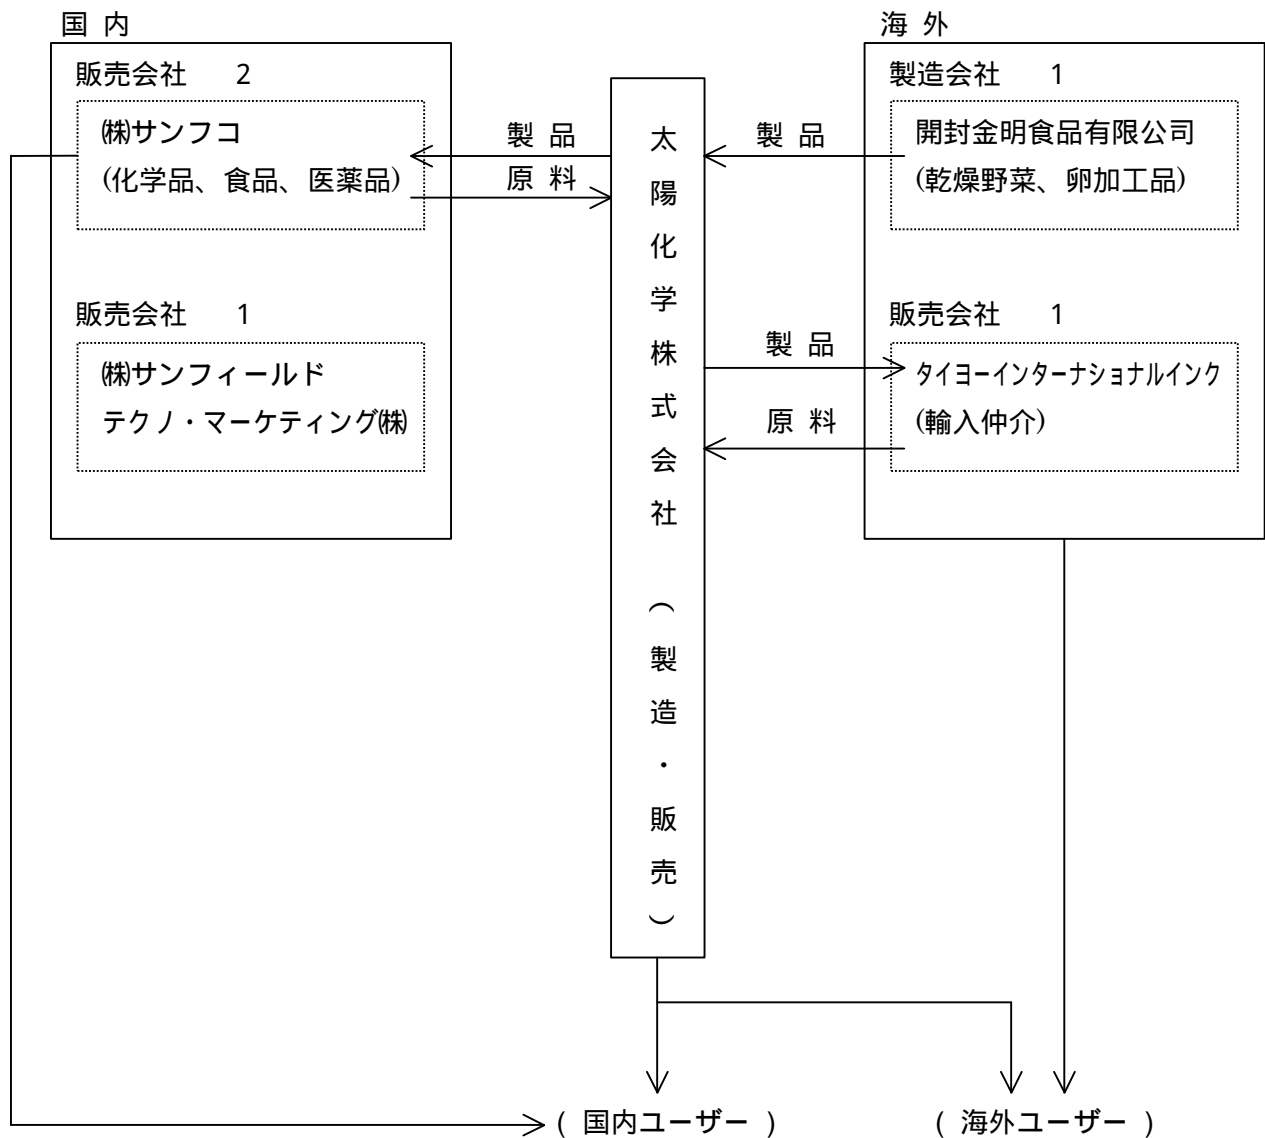 国 内
販売会社 2
㈱サンフコ
(化学品、食品、医薬品)
販売会社 1
㈱サンフィールド
テクノ・マーケティング㈱
製 品
原 料
太陽化学株式会社 (製造・販売)
製 品
製 品
原 料
海 外
製造会社 1
開封金明食品有限公司
(乾燥野菜、卵加工品)
販売会社 1
タイヨーインターナショナルインク
(輸入仲介)
( 国内ユーザー )
( 海外ユーザー )